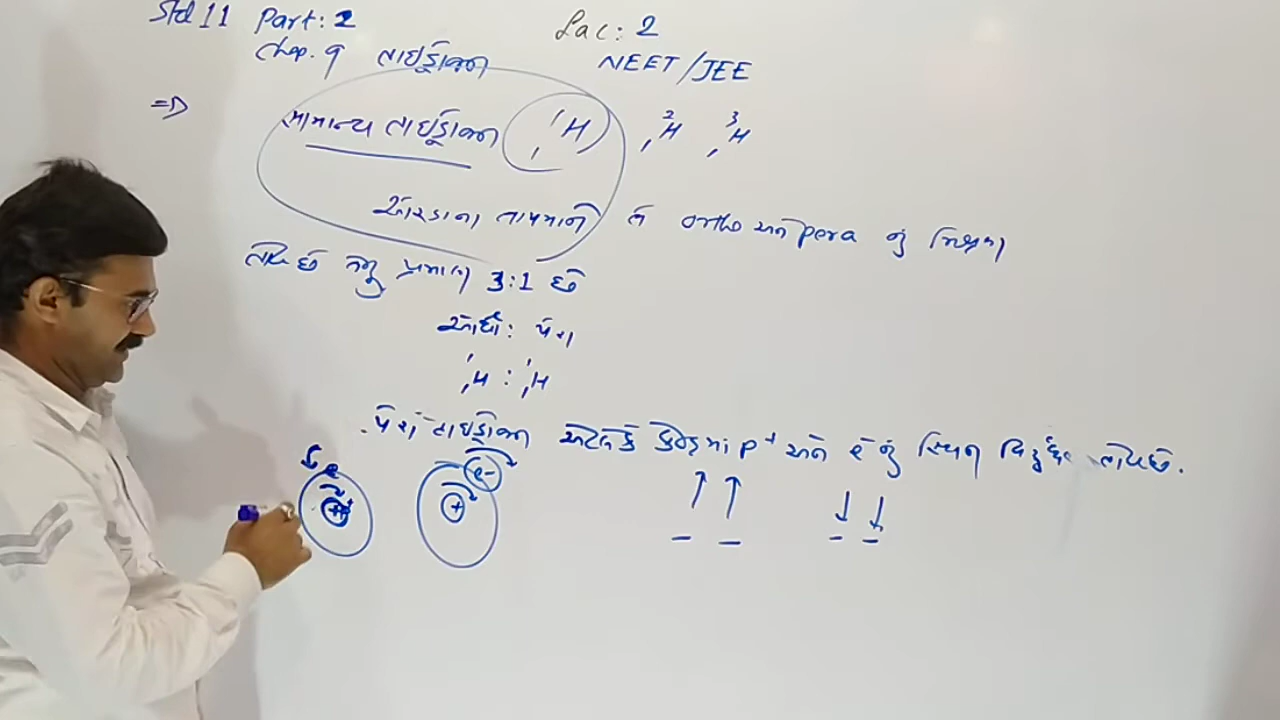 Std 11 Part: 2 Lac: 2
Chap. 9 હાઇડ્રોજન NEET/JEE
⇒ સામાન્ય હાઇડ્રોજન ¹₁H ²₁H ³₁H
ઓરડાના તાપમાને તે ortho અને para નું મિશ્રણ
હોય છે જેનું પ્રમાણ 3:1 છે
ઓર્થો : પેરા
¹₁H : ¹₁H
પેરા હાઇડ્રોજન એટલે કે કેન્દ્રમાં p⁺ અને e⁻ નું સ્પિન વિરુદ્ધ હોય છે.
e e- ↑ ↑ ↓ ↓
+ + – – – –